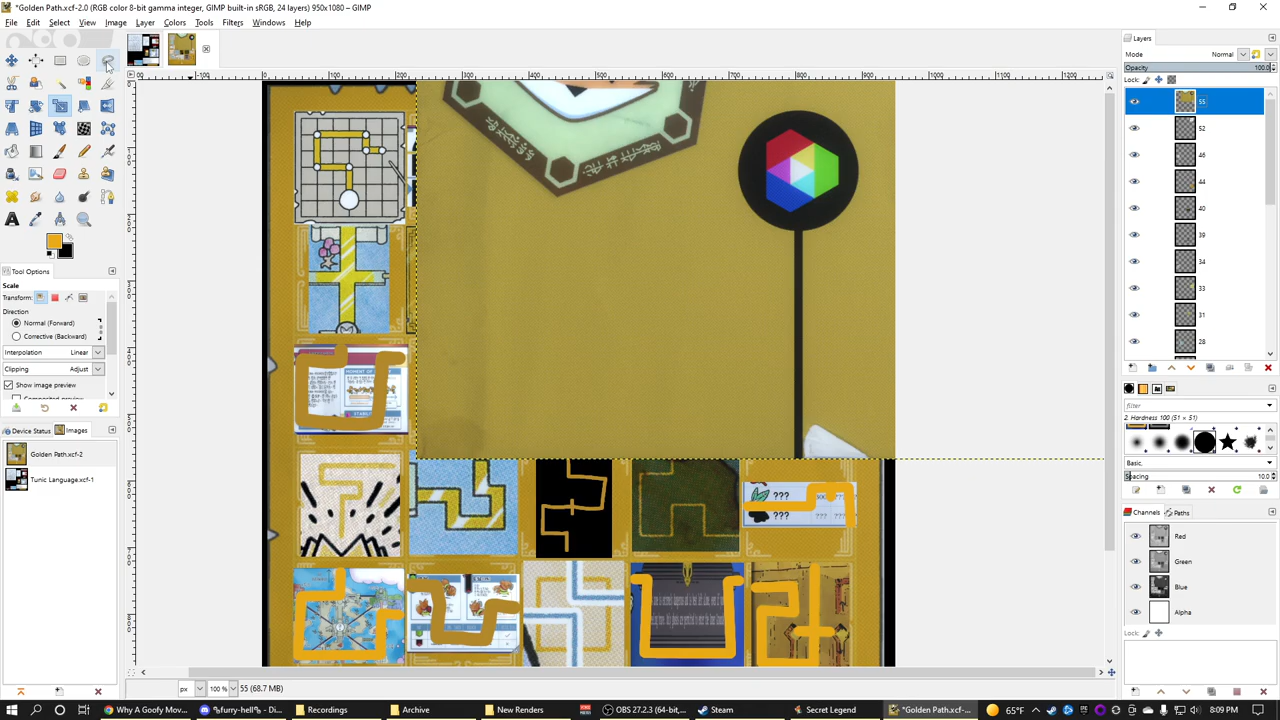 *Golden Path.xcf-2.0 (RGB color 8-bit gamma integer, GIMP built-in sRGB, 24 layers) 950x1080 – GIMP
File Edit Select View Image Layer Colors Tools Filters Windows Help
Tool Options
Scale
Transform:
Direction
Normal (Forward)
Corrective (Backward)
Interpolation Linear
Clipping Adjust
Show image preview
Device Status Images
Golden Path.xcf-2
Tunic Language.xcf-1
MOMENT OF
???
???
px 100 % 55 (68.7 MB)
Layers
Mode Normal
Opacity 100.0
Lock:
55
52
46
44
40
39
34
33
31
28
filter
2. Hardness 100 (51 × 51)
Basic,
Spacing 10.0
Channels Paths
Red
Green
Blue
Alpha
Lock:
Why A Goofy Mov... Recordings Archive New Renders OBS 27.2.3 (64-bit,... Steam Secret Legend *Golden Path.xcf-... 65°F 8:09 PM